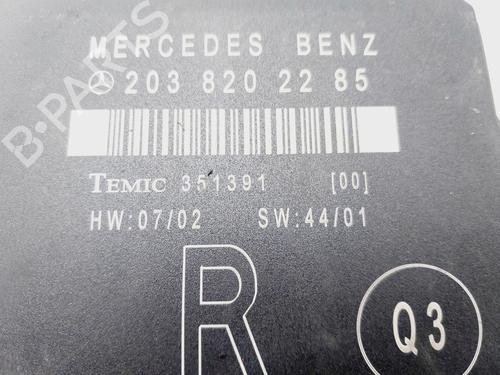 MERCEDES BENZ
203 820 22 85
TEMIC 351391 [00]
HW:07/02 SW:44/01
R
Q3
B-PARTS